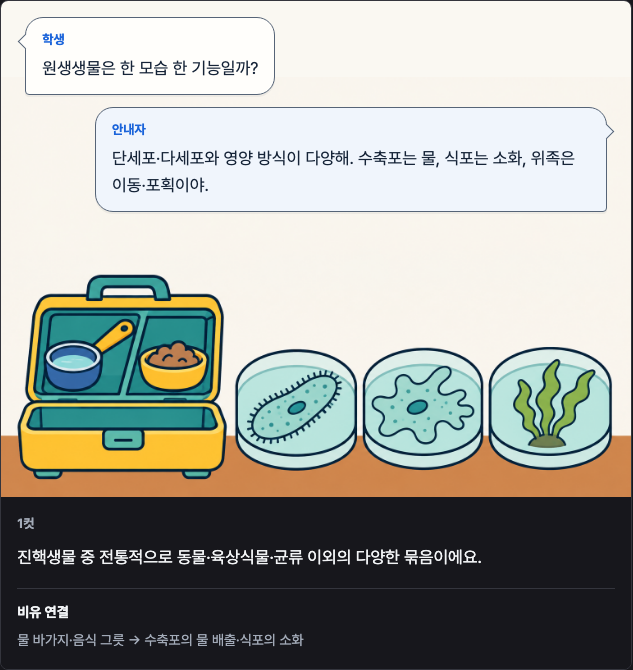 학생
원생생물은 한 모습 한 기능일까?
안내자
단세포·다세포와 영양 방식이 다양해. 수축포는 물, 식포는 소화, 위족은
이동·포획이야.
1컷
진핵생물 중 전통적으로 동물·육상식물·균류 이외의 다양한 묶음이에요.
비유 연결
물 바가지·음식 그릇 → 수축포의 물 배출·식포의 소화